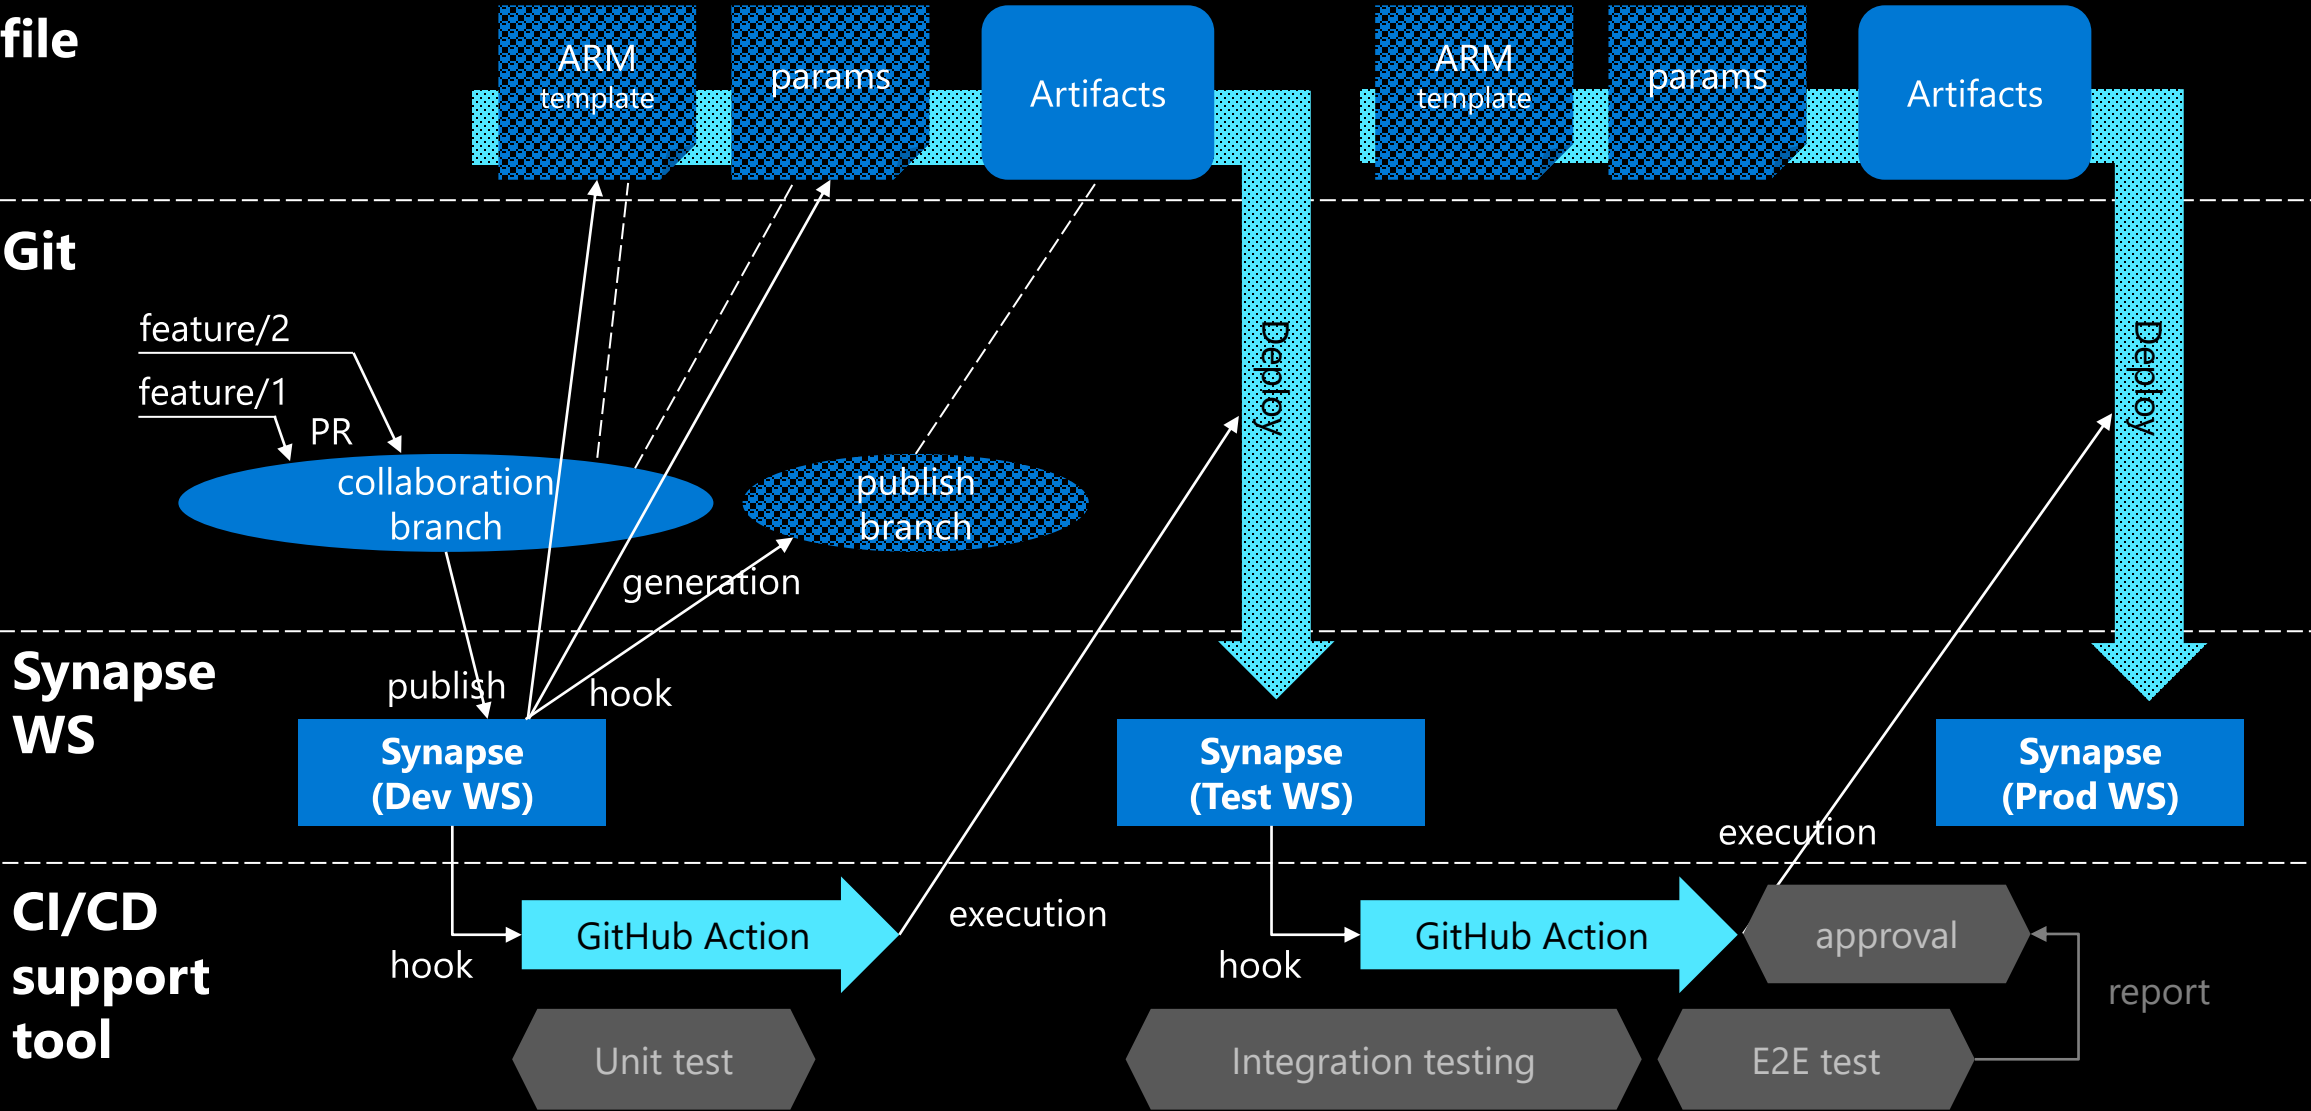 file
ARM
template
params
Artifacts
ARM
template
params
Artifacts
Git
feature/2
feature/1
PR
collaboration
branch
publish
branch
generation
Deploy
Deploy
Synapse
WS
publish
hook
Synapse
(Dev WS)
Synapse
(Test WS)
Synapse
(Prod WS)
execution
CI/CD
support
tool
hook
GitHub Action
execution
hook
GitHub Action
approval
report
Unit test
Integration testing
E2E test